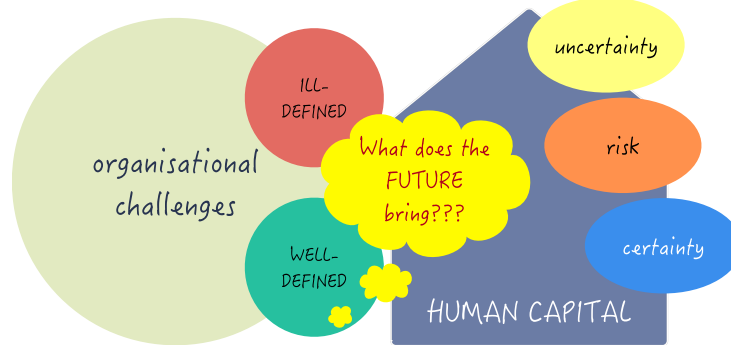 organisational
challenges
ILL-
DEFINED
WELL-
DEFINED
What does the
FUTURE
bring???
uncertainty
risk
certainty
HUMAN CAPITAL